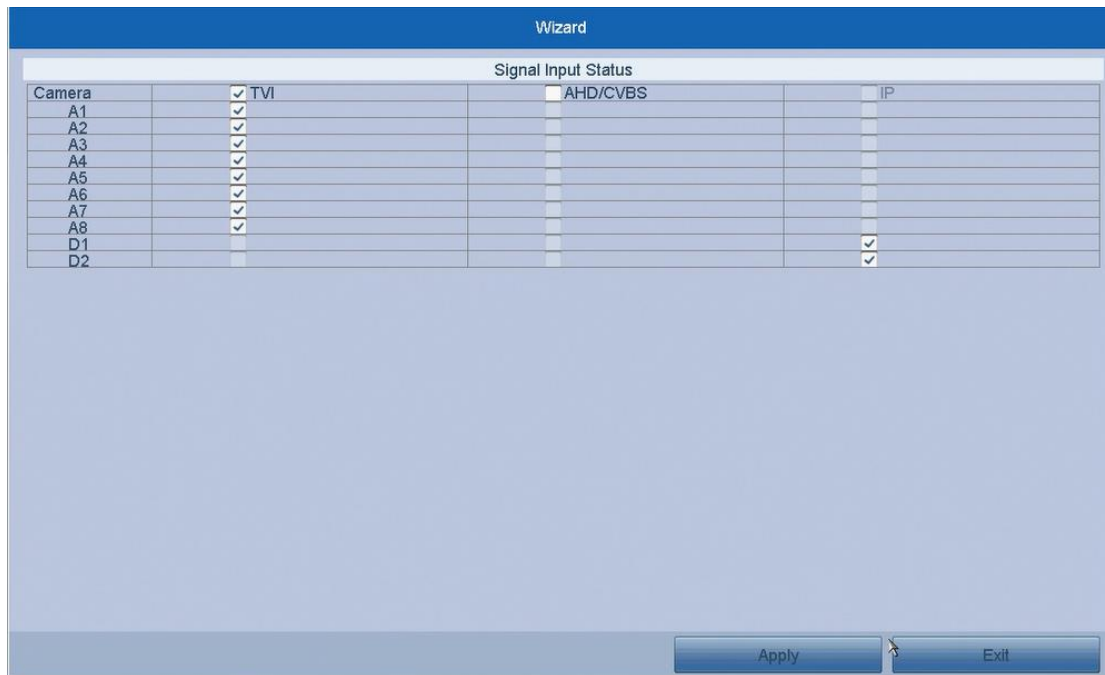 Wizard
Signal Input Status
Camera TVI AHD/CVBS IP
A1
A2
A3
A4
A5
A6
A7
A8
D1
D2
Apply Exit